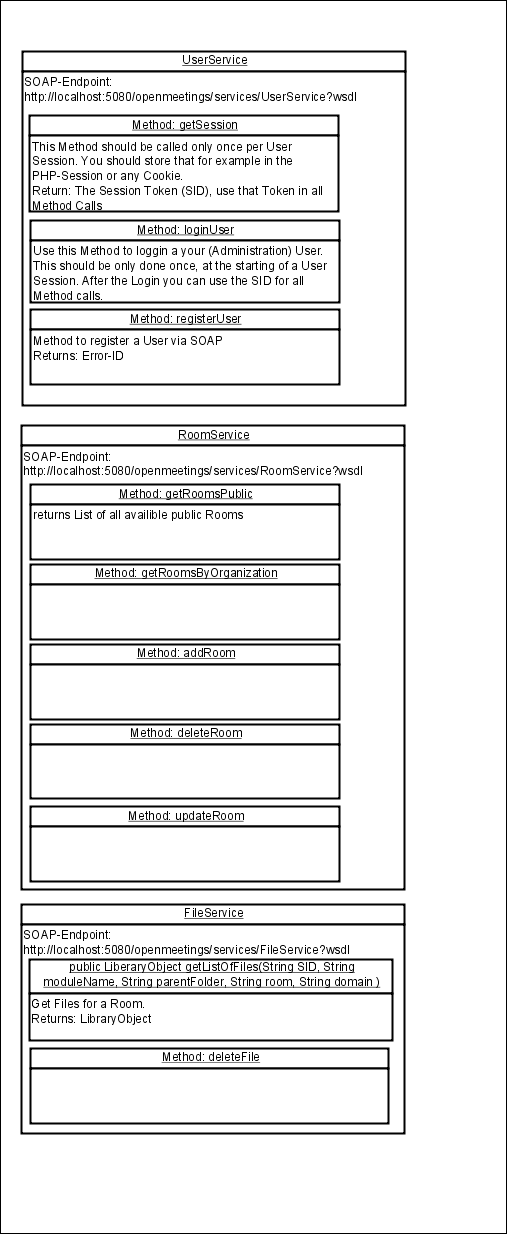 UserService
SOAP-Endpoint:
http://localhost:5080/openmeetings/services/UserService?wsdl
Method: getSession
This Method should be called only once per User
Session. You should store that for example in the
PHP-Session or any Cookie.
Return: The Session Token (SID), use that Token in all
Method Calls
Method: loginUser
Use this Method to loggin a your (Administration) User.
This should be only done once, at the starting of a User
Session. After the Login you can use the SID for all
Method calls.
Method: registerUser
Method to register a User via SOAP
Returns: Error-ID
RoomService
SOAP-Endpoint:
http://localhost:5080/openmeetings/services/RoomService?wsdl
Method: getRoomsPublic
returns List of all availible public Rooms
Method: getRoomsByOrganization
Method: addRoom
Method: deleteRoom
Method: updateRoom
FileService
SOAP-Endpoint:
http://localhost:5080/openmeetings/services/FileService?wsdl
public LiberaryObject getListOfFiles(String SID, String
moduleName, String parentFolder, String room, String domain )
Get Files for a Room.
Returns: LibraryObject
Method: deleteFile